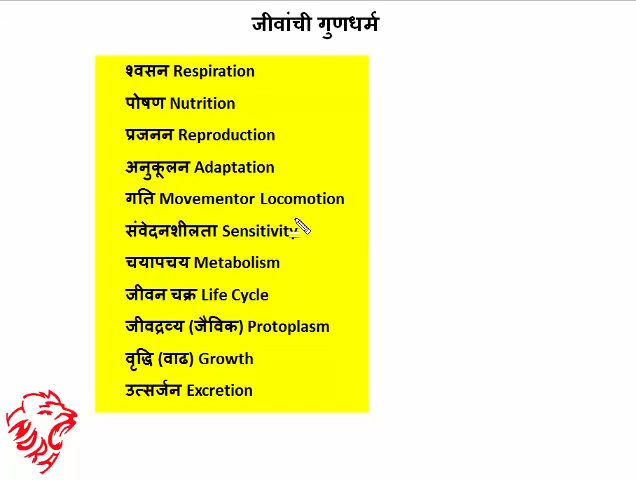 जीवांची गुणधर्म
श्वसन Respiration
पोषण Nutrition
प्रजनन Reproduction
अनुकूलन Adaptation
गति Movementor Locomotion
संवेदनशीलता Sensitivity
चयापचय Metabolism
जीवन चक्र Life Cycle
जीवद्रव्य (जैविक) Protoplasm
वृद्धि (वाढ) Growth
उत्सर्जन Excretion